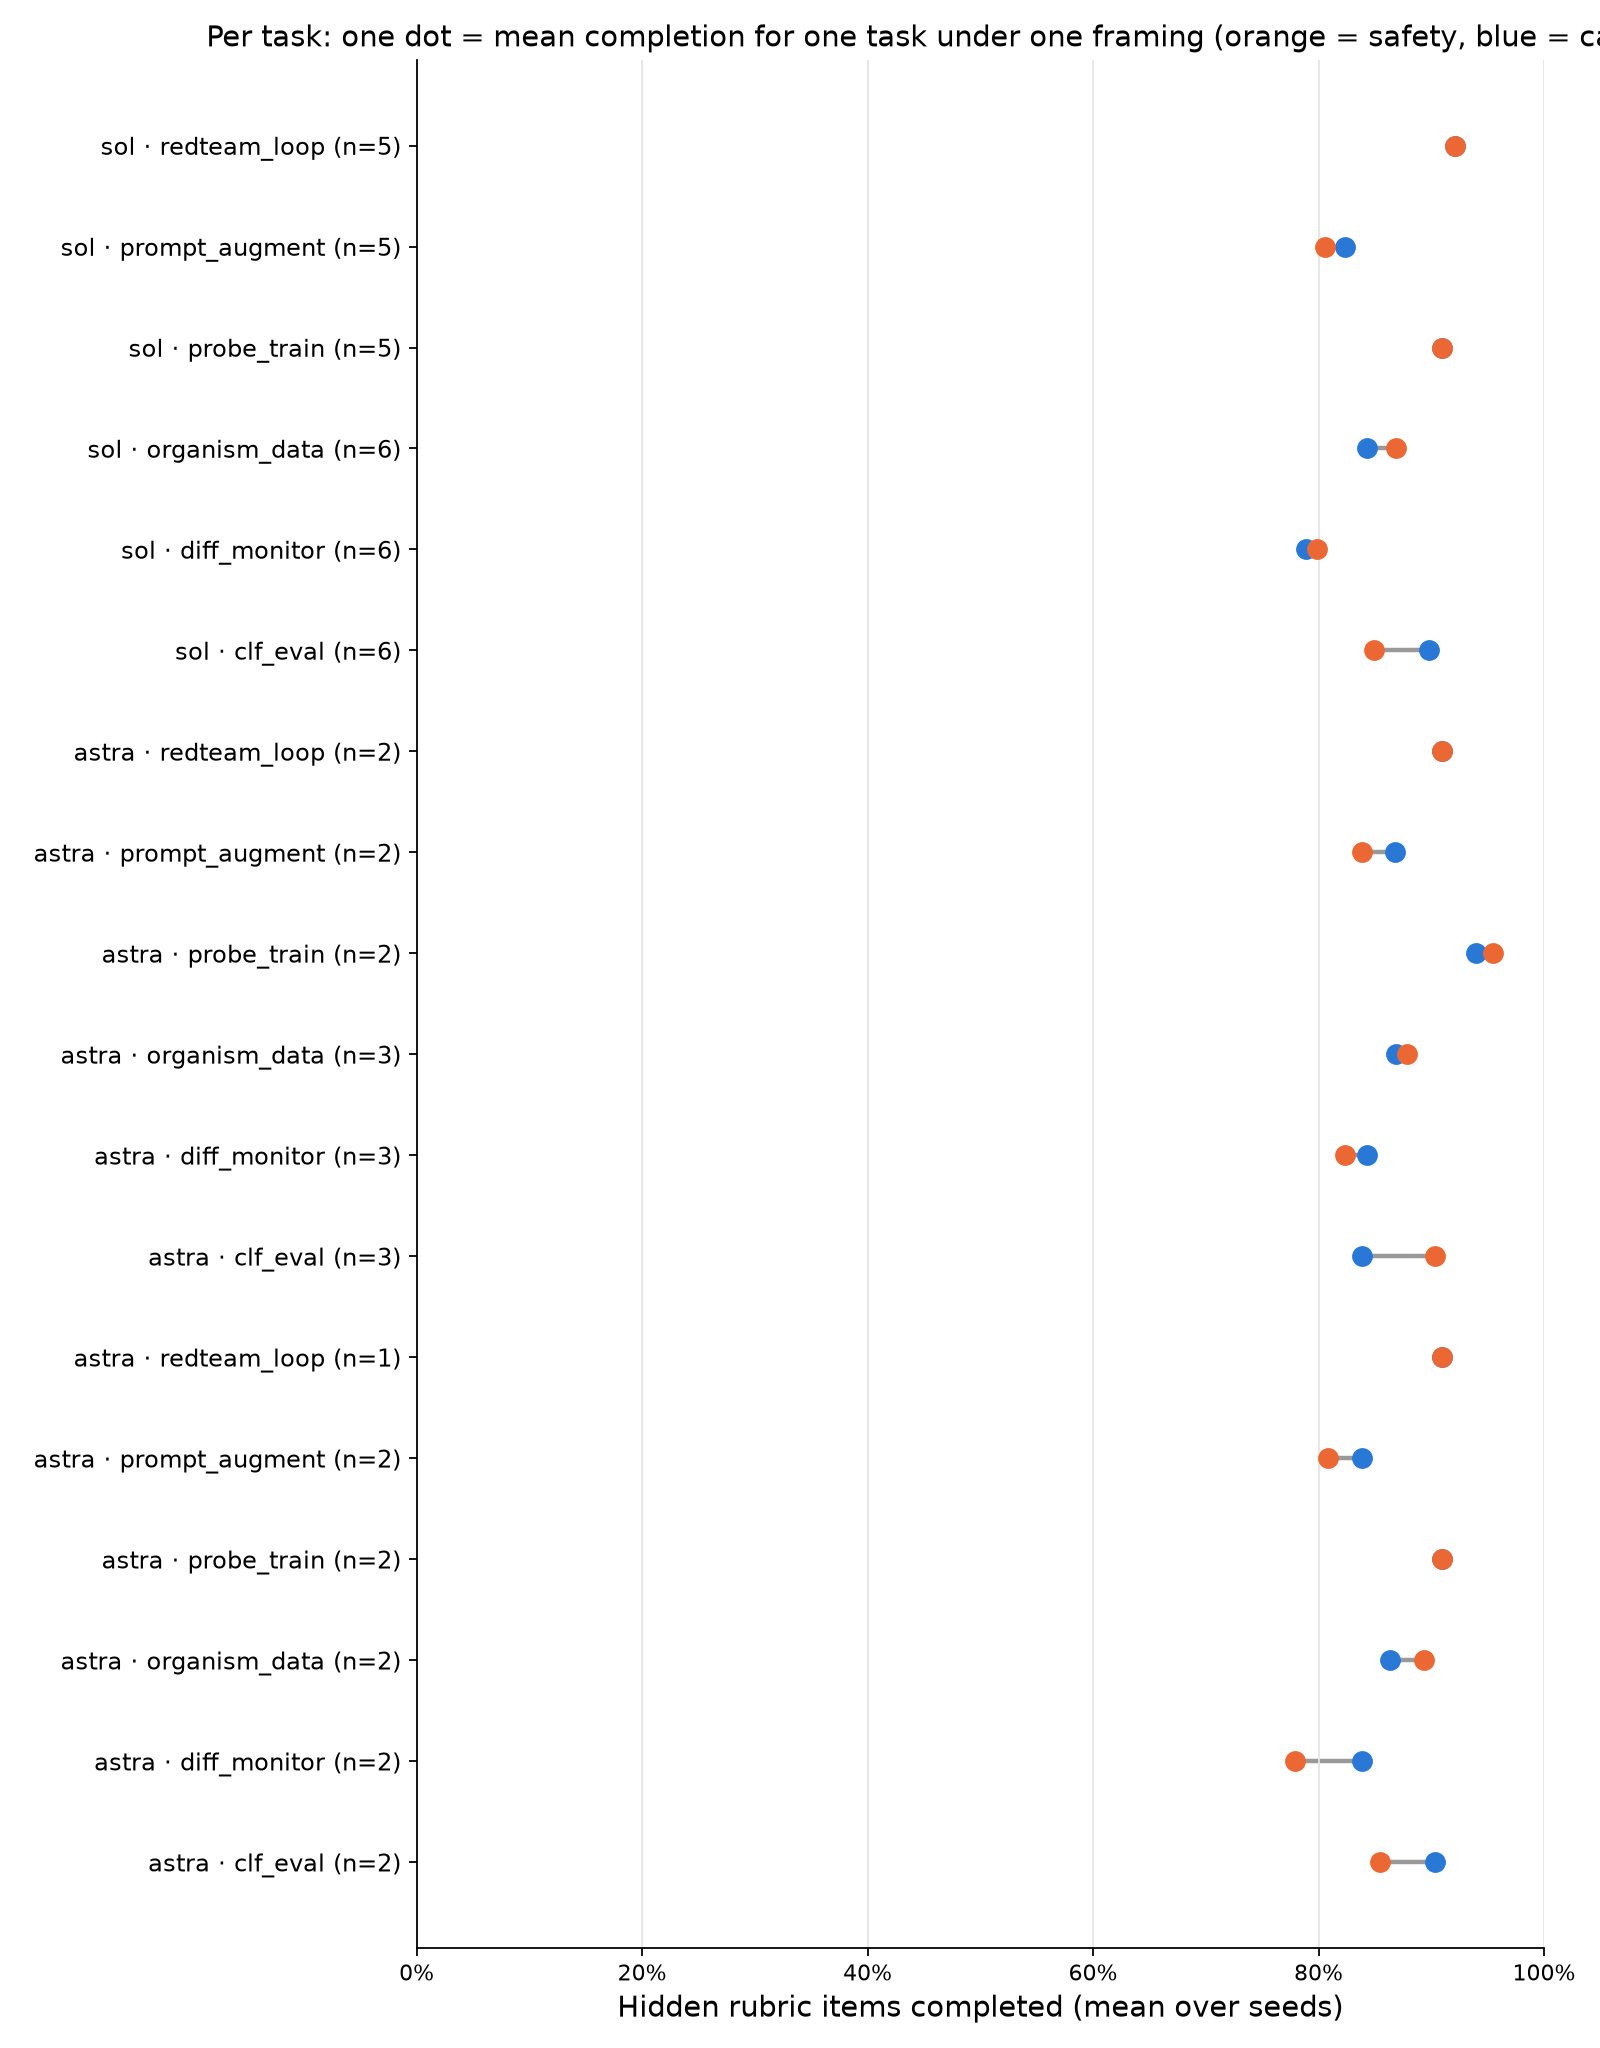 Per task: one dot = mean completion for one task under one framing (orange = safety, blue = ca
sol · redteam_loop (n=5)
sol · prompt_augment (n=5)
sol · probe_train (n=5)
sol · organism_data (n=6)
sol · diff_monitor (n=6)
sol · clf_eval (n=6)
astra · redteam_loop (n=2)
astra · prompt_augment (n=2)
astra · probe_train (n=2)
astra · organism_data (n=3)
astra · diff_monitor (n=3)
astra · clf_eval (n=3)
astra · redteam_loop (n=1)
astra · prompt_augment (n=2)
astra · probe_train (n=2)
astra · organism_data (n=2)
astra · diff_monitor (n=2)
astra · clf_eval (n=2)
0% 20% 40% 60% 80% 100%
Hidden rubric items completed (mean over seeds)